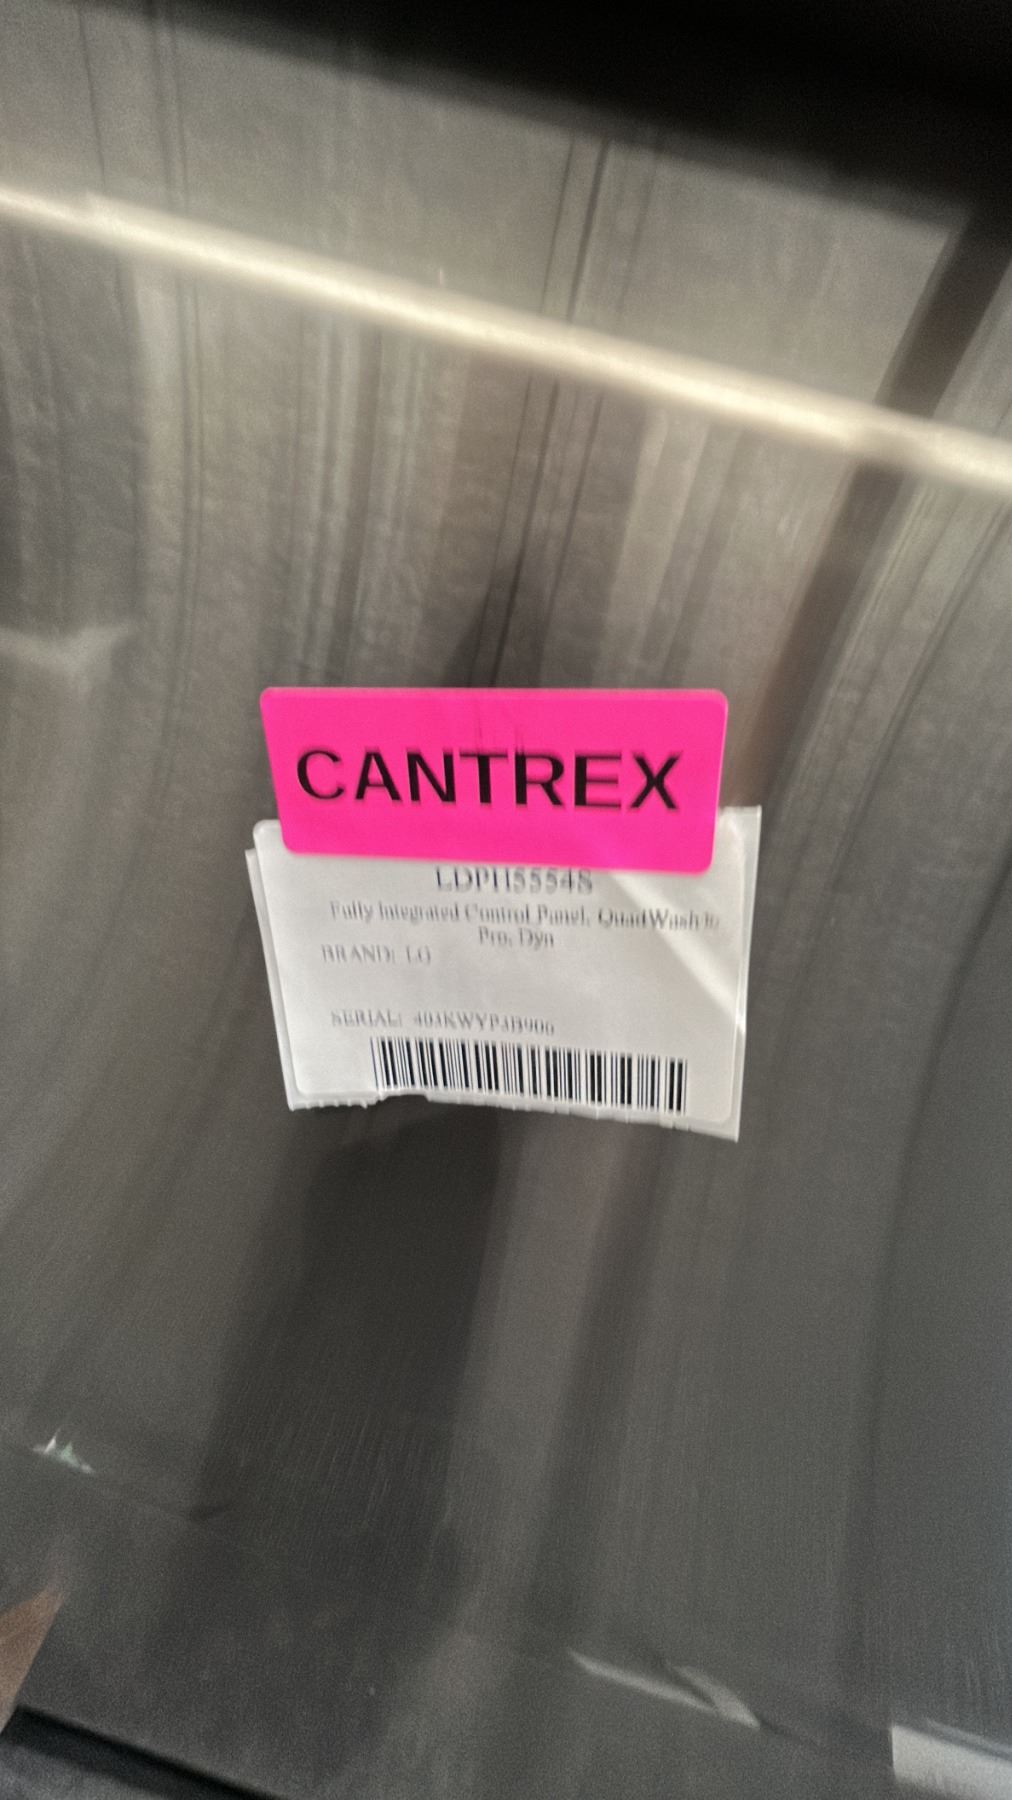 CANTREX
LDPH5554S
Fully Integrated Control Panel, QuadWash
Pro, Dyn
BRAND: LG
SERIAL: